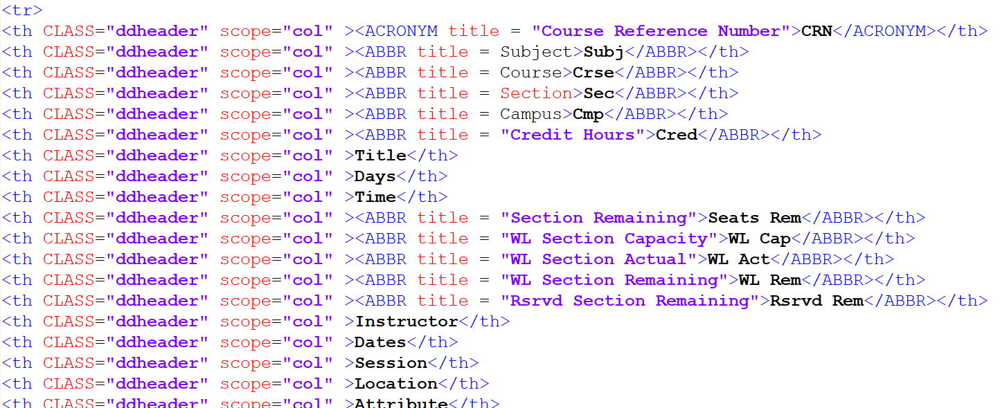 <tr>
<th CLASS="ddheader" scope="col" ><ACRONYM title = "Course Reference Number">CRN</ACRONYM></th>
<th CLASS="ddheader" scope="col" ><ABBR title = Subject>Subj</ABBR></th>
<th CLASS="ddheader" scope="col" ><ABBR title = Course>Crse</ABBR></th>
<th CLASS="ddheader" scope="col" ><ABBR title = Section>Sec</ABBR></th>
<th CLASS="ddheader" scope="col" ><ABBR title = Campus>Cmp</ABBR></th>
<th CLASS="ddheader" scope="col" ><ABBR title = "Credit Hours">Cred</ABBR></th>
<th CLASS="ddheader" scope="col" >Title</th>
<th CLASS="ddheader" scope="col" >Days</th>
<th CLASS="ddheader" scope="col" >Time</th>
<th CLASS="ddheader" scope="col" ><ABBR title = "Section Remaining">Seats Rem</ABBR></th>
<th CLASS="ddheader" scope="col" ><ABBR title = "WL Section Capacity">WL Cap</ABBR></th>
<th CLASS="ddheader" scope="col" ><ABBR title = "WL Section Actual">WL Act</ABBR></th>
<th CLASS="ddheader" scope="col" ><ABBR title = "WL Section Remaining">WL Rem</ABBR></th>
<th CLASS="ddheader" scope="col" ><ABBR title = "Rsrvd Section Remaining">Rsrvd Rem</ABBR></th>
<th CLASS="ddheader" scope="col" >Instructor</th>
<th CLASS="ddheader" scope="col" >Dates</th>
<th CLASS="ddheader" scope="col" >Session</th>
<th CLASS="ddheader" scope="col" >Location</th>
<th CLASS="ddheader" scope="col" >Attribute</th>